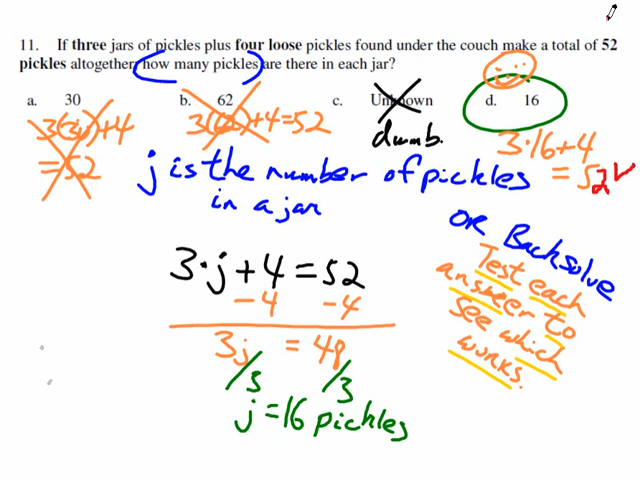 11. If three jars of pickles plus four loose pickles found under the couch make a total of 52
pickles altogether, how many pickles are there in each jar?
a. 30 b. 62 c. Unknown d. 16
3(30)+4
= 52
3(62)+4=52
dumb.
3·16+4
= 52 ✓
j is the number of pickles
in a jar
OR Backsolve
Test each
answer to
see which
works.
3·j+4=52
-4 -4
3j = 48
/3 /3
j=16 pickles